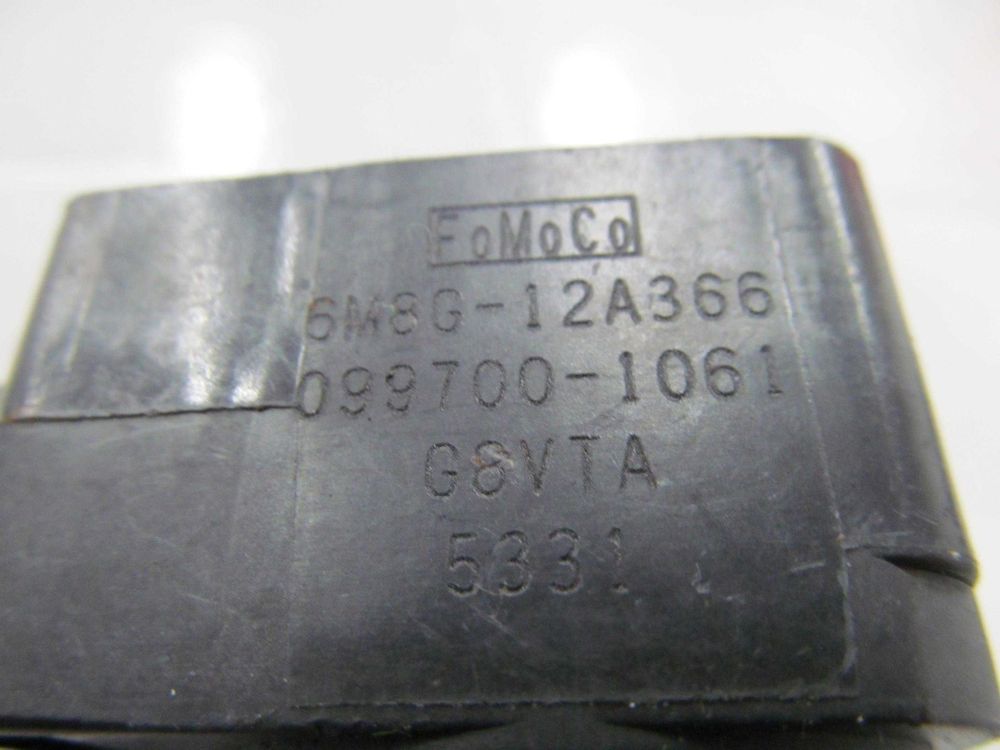 FoMoCo
6M8G-12A366
099700-1061
G8VTA
5331